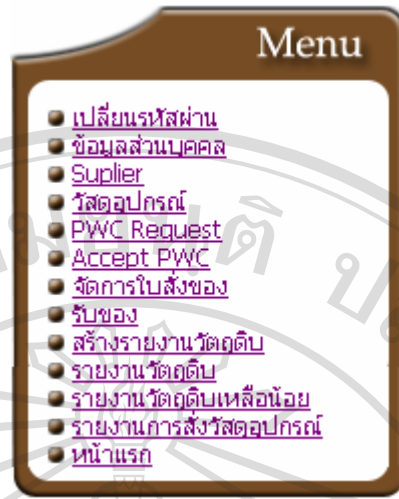 Menu
เปลี่ยนรหัสผ่าน
ข้อมูลส่วนบุคคล
Suplier
วัสดุอุปกรณ์
PWC Request
Accept PWC
จัดการใบสั่งของ
รับของ
สร้างรายงานวัตถุดิบ
รายงานวัตถุดิบ
รายงานวัตถุดิบเหลือน้อย
รายงานการสั่งวัสดุอุปกรณ์
หน้าแรก